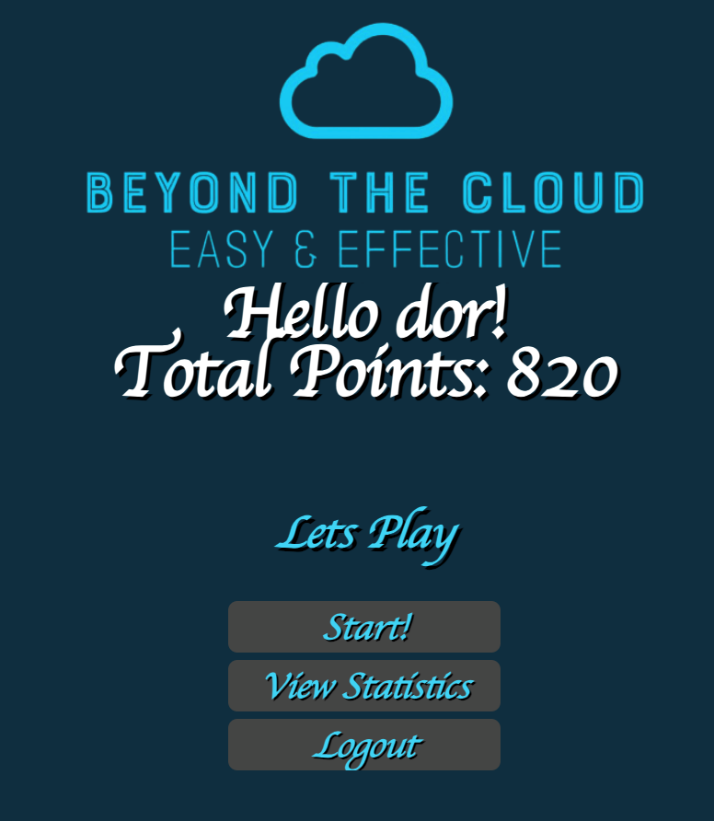 BEYOND THE CLOUD
EASY & EFFECTIVE
Hello dor!
Total Points: 820
Lets Play
Start!
View Statistics
Logout